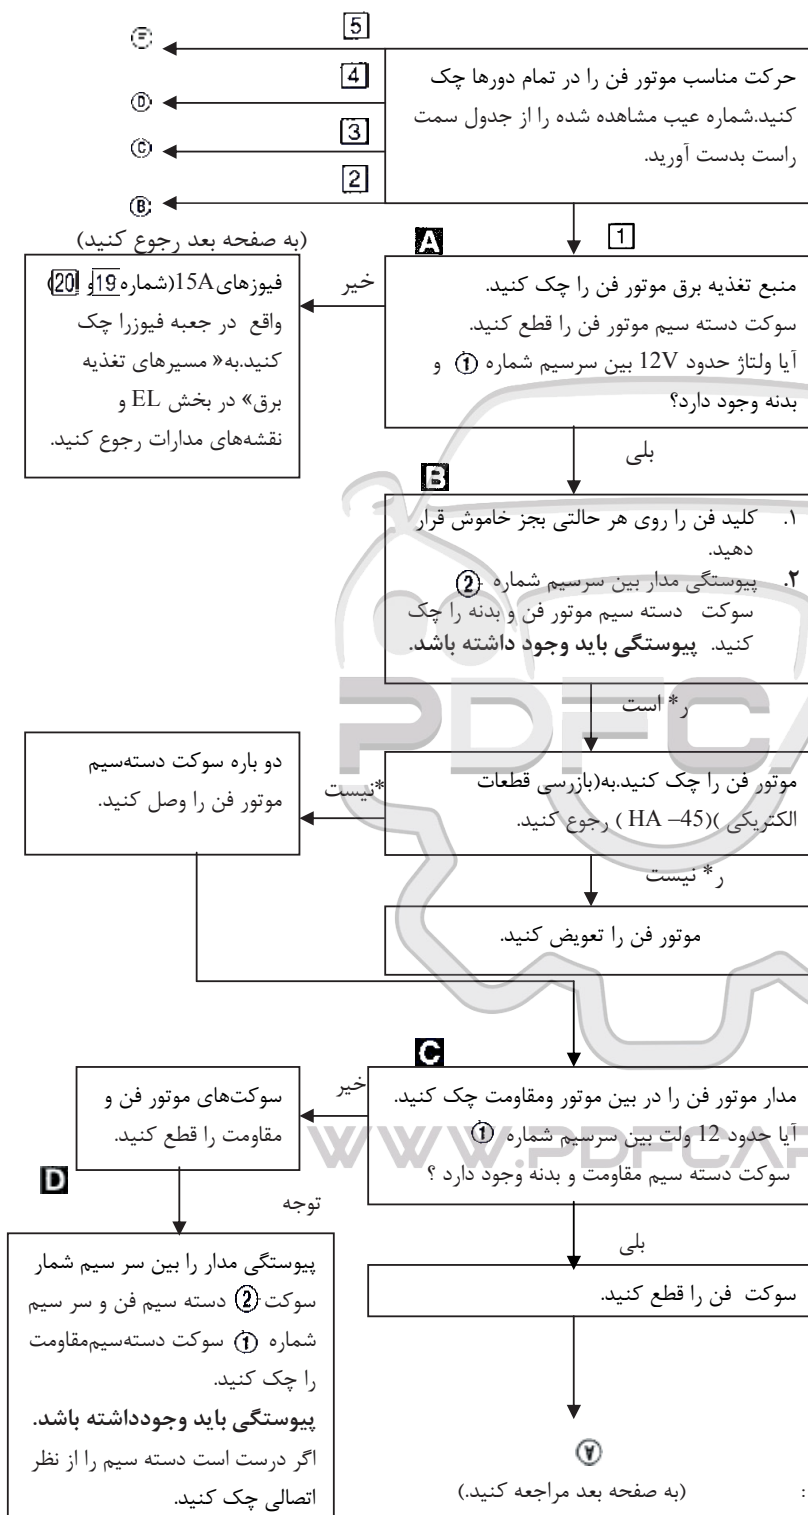 5
E
حرکت مناسب موتور فن را در تمام دورها چک
کنید.شماره عیب مشاهده شده را از جدول سمت
راست بدست آورید.
4
D
3
C
2
B
(به صفحه بعد رجوع کنید)
1
A
منبع تغذیه برق موتور فن را چک کنید.
سوکت دسته سیم موتور فن را قطع کنید.
آیا ولتاژ حدود 12V بین سرسیم شماره 1 و
بدنه وجود دارد؟
خیر
فیوزهای15A(شماره19و 20)
واقع در جعبه فیوزرا چک
کنید.به« مسیرهای تغذیه
برق» در بخش EL و
نقشه‌های مدارات رجوع کنید.
بلی
B
۱. کلید فن را روی هر حالتی بجز خاموش قرار
دهید.
۲. پیوستگی مدار بین سرسیم شماره 2
سوکت دسته سیم موتور فن و بدنه را چک
کنید. پیوستگی باید وجود داشته باشد.
ر* است
موتور فن را چک کنید.به(بازرسی قطعات
الکتریکی )(HA –45 ) رجوع کنید.
*نیست
دو باره سوکت دسته‌سیم
موتور فن را وصل کنید.
ر* نیست
موتور فن را تعویض کنید.
C
مدار موتور فن را در بین موتور ومقاومت چک کنید.
آیا حدود 12 ولت بین سرسیم شماره 1
سوکت دسته سیم مقاومت و بدنه وجود دارد ؟
خیر
سوکت‌های موتور فن و
مقاومت را قطع کنید.
D
توجه
پیوستگی مدار را بین سر سیم شمار
سوکت 2 دسته سیم فن و سر سیم
شماره 1 سوکت دسته‌سیم‌مقاومت
را چک کنید.
پیوستگی باید وجودداشته باشد.
اگر درست است دسته سیم را از نظر
اتصالی چک کنید.
بلی
سوکت فن را قطع کنید.
(به صفحه بعد مراجعه کنید.)
:
PDFCA
WWW.PDFCAR